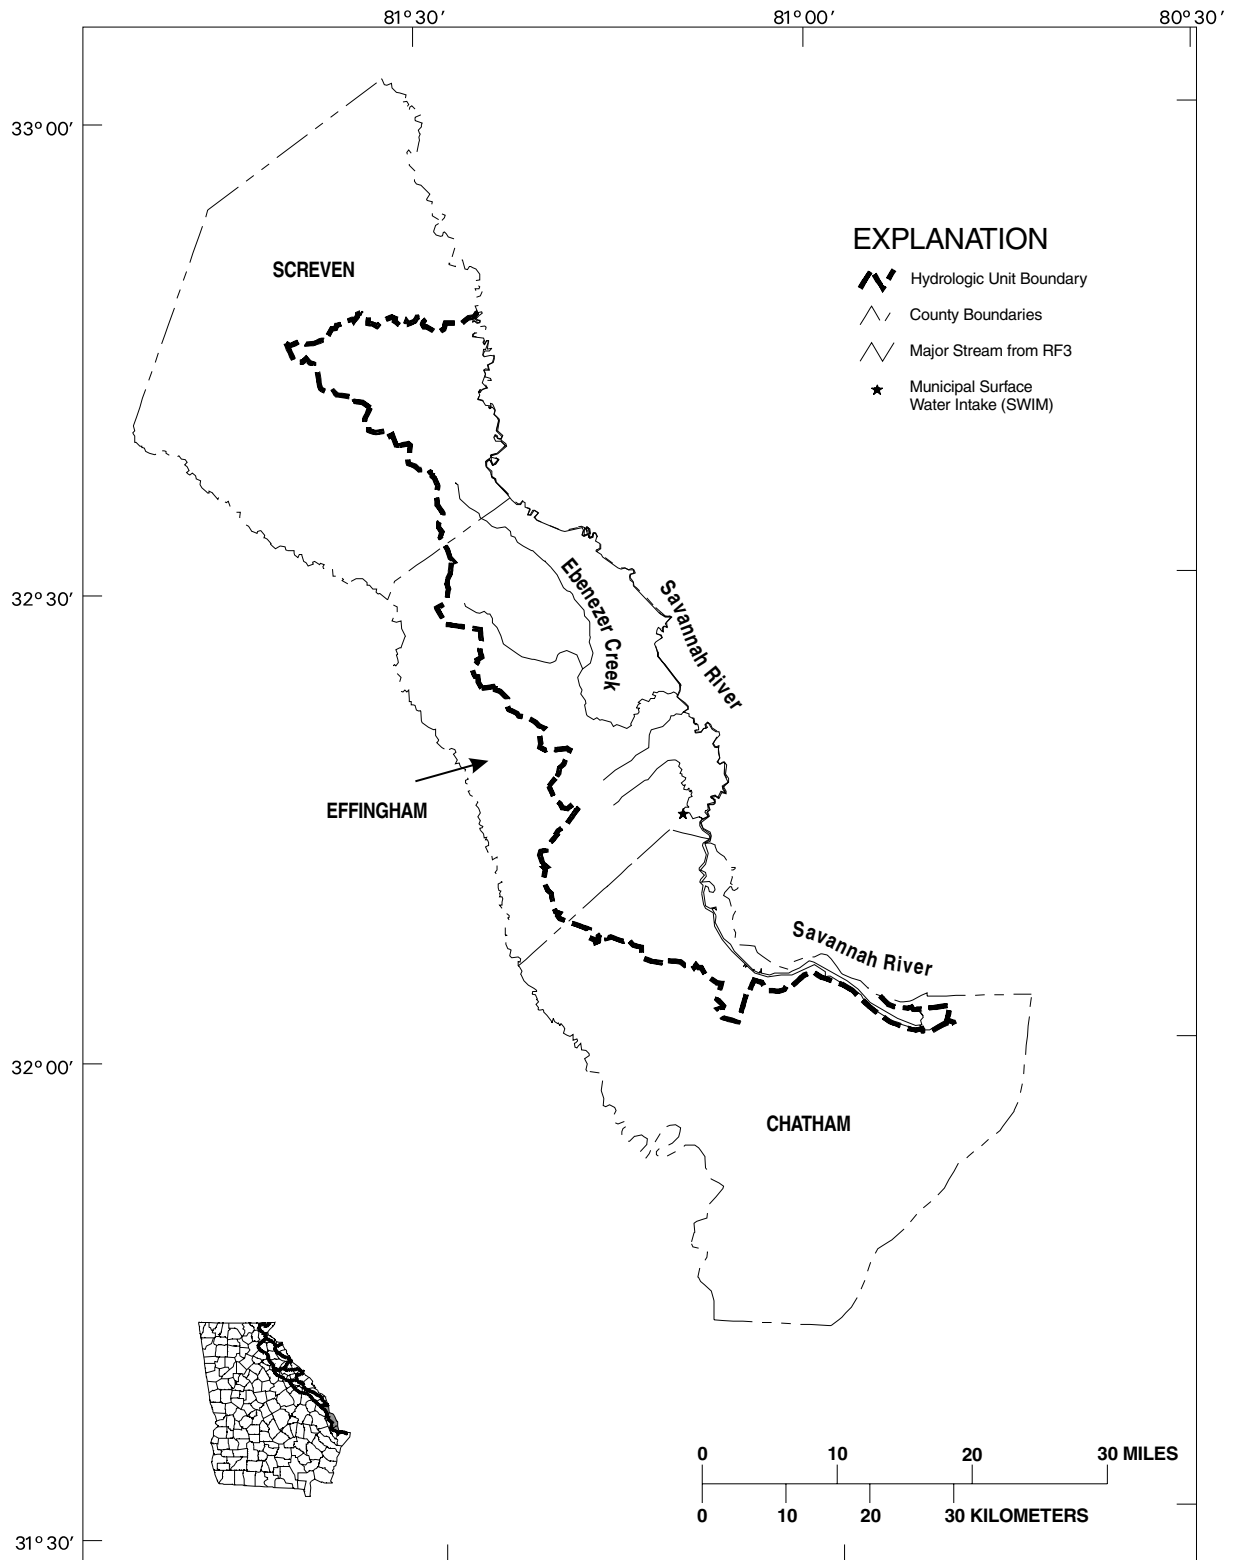 81°30’
81°00’
80°30’
33°00’
EXPLANATION
SCREVEN
Hydrologic Unit Boundary
County Boundaries
Major Stream from RF3
Municipal Surface
Water Intake (SWIM)
32°30’
Ebenezer Creek
Savannah River
EFFINGHAM
Savannah River
32°00’
CHATHAM
0 10 20 30 MILES
0 10 20 30 KILOMETERS
31°30’